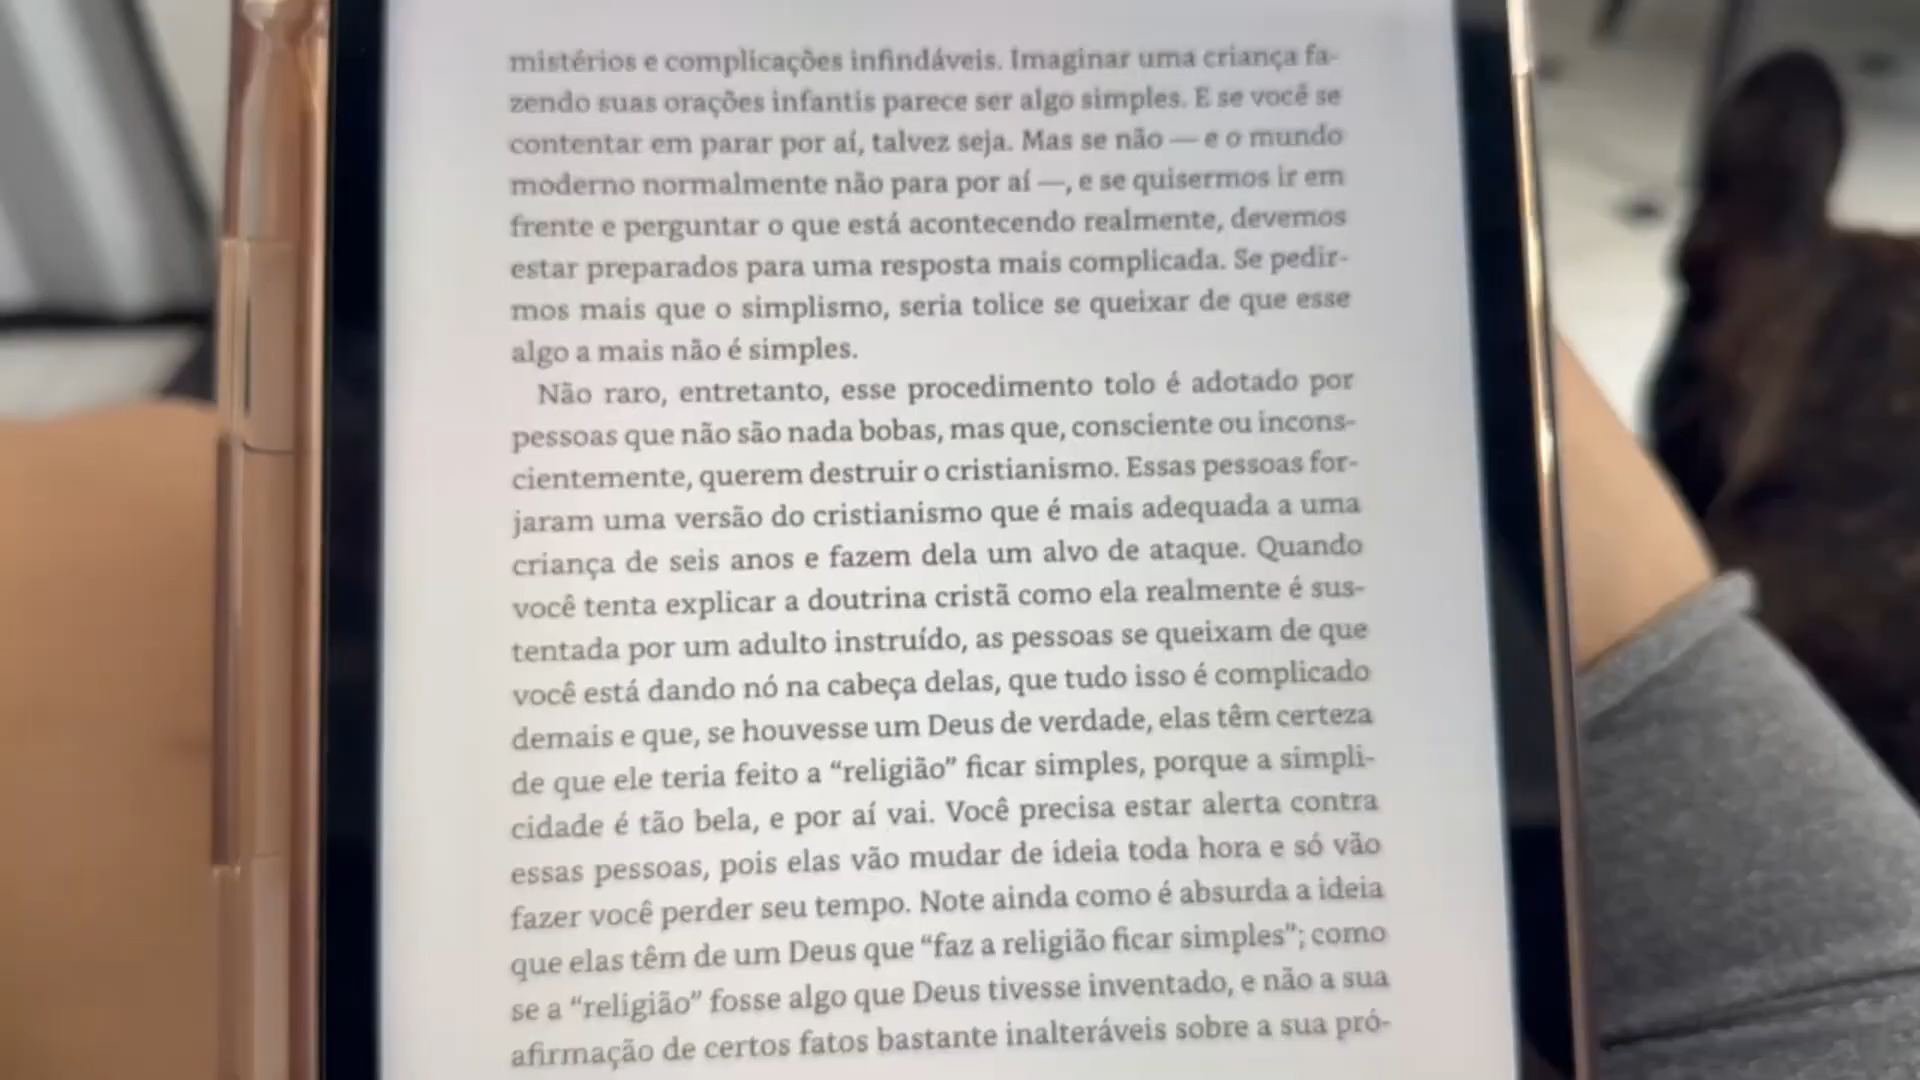 mistérios e complicações infindáveis. Imaginar uma criança fa-
zendo suas orações infantis parece ser algo simples. E se você se
contentar em parar por aí, talvez seja. Mas se não — e o mundo
moderno normalmente não para por aí —, e se quisermos ir em
frente e perguntar o que está acontecendo realmente, devemos
estar preparados para uma resposta mais complicada. Se pedir-
mos mais que o simplismo, seria tolice se queixar de que esse
algo a mais não é simples.
Não raro, entretanto, esse procedimento tolo é adotado por
pessoas que não são nada bobas, mas que, consciente ou incons-
cientemente, querem destruir o cristianismo. Essas pessoas for-
jaram uma versão do cristianismo que é mais adequada a uma
criança de seis anos e fazem dela um alvo de ataque. Quando
você tenta explicar a doutrina cristã como ela realmente é sus-
tentada por um adulto instruído, as pessoas se queixam de que
você está dando nó na cabeça delas, que tudo isso é complicado
demais e que, se houvesse um Deus de verdade, elas têm certeza
de que ele teria feito a “religião” ficar simples, porque a simpli-
cidade é tão bela, e por aí vai. Você precisa estar alerta contra
essas pessoas, pois elas vão mudar de ideia toda hora e só vão
fazer você perder seu tempo. Note ainda como é absurda a ideia
que elas têm de um Deus que “faz a religião ficar simples”; como
se a “religião” fosse algo que Deus tivesse inventado, e não a sua
afirmação de certos fatos bastante inalteráveis sobre a sua pró-